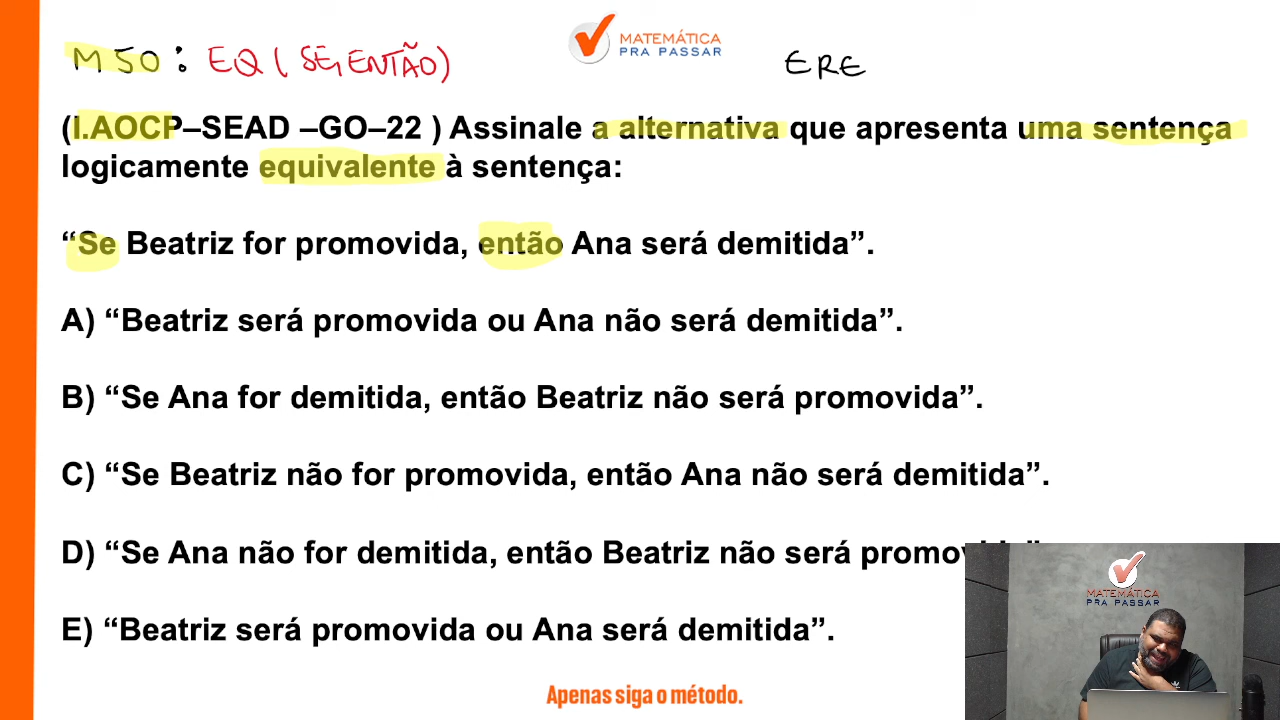 MATEMÁTICA
PRA PASSAR
M50: EQ (SE, ENTÃO) ERE
(I.AOCP–SEAD –GO–22 ) Assinale a alternativa que apresenta uma sentença
logicamente equivalente à sentença:
“Se Beatriz for promovida, então Ana será demitida”.
A) “Beatriz será promovida ou Ana não será demitida”.
B) “Se Ana for demitida, então Beatriz não será promovida”.
C) “Se Beatriz não for promovida, então Ana não será demitida”.
D) “Se Ana não for demitida, então Beatriz não será
E) “Beatriz será promovida ou Ana será demitida”.
MATEMÁTICA
PRA PASSAR
Apenas siga o método.